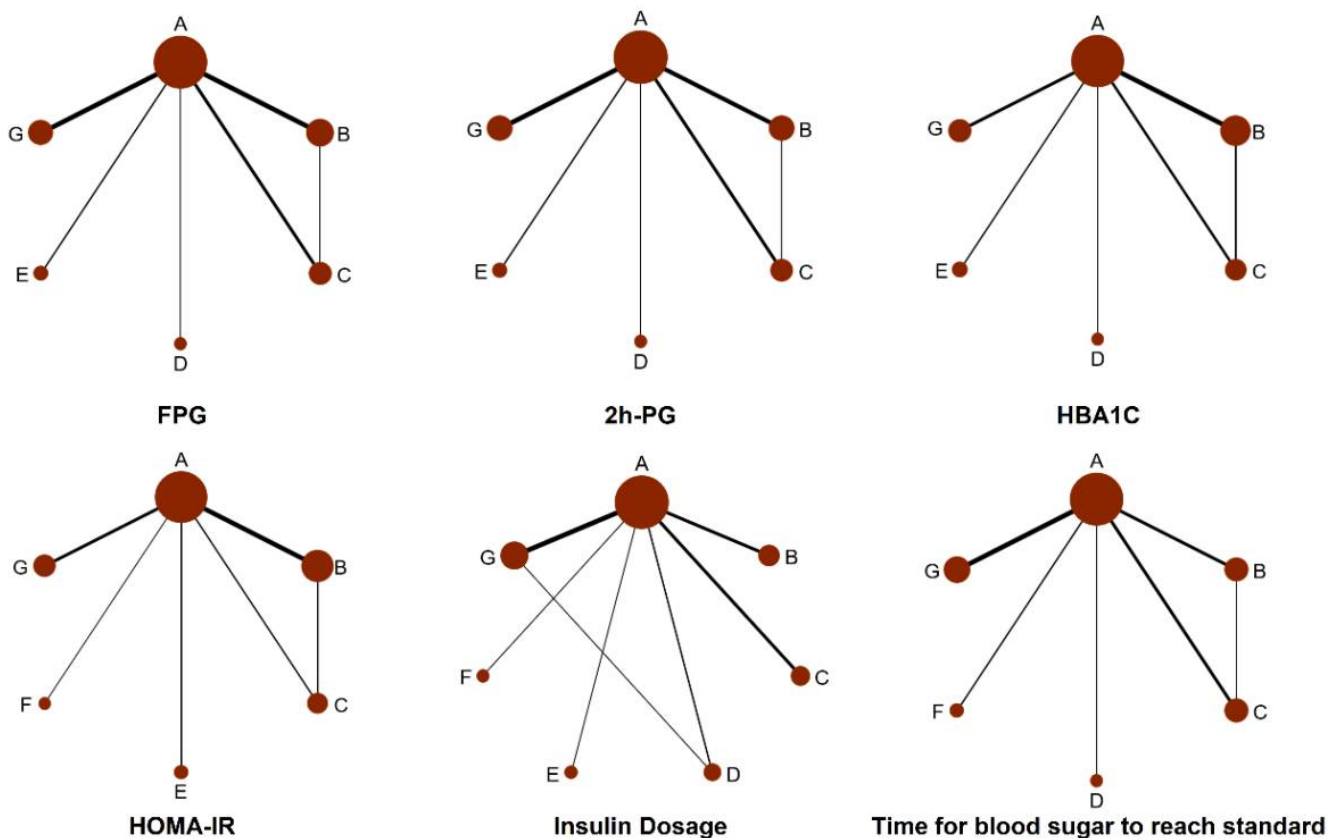 A A A
G B G B G B
E C E C E C
D D D
FPG 2h-PG HBA1C
A A A
G B G B G B
F C F C F C
E E D D
HOMA-IR Insulin Dosage Time for blood sugar to reach standard